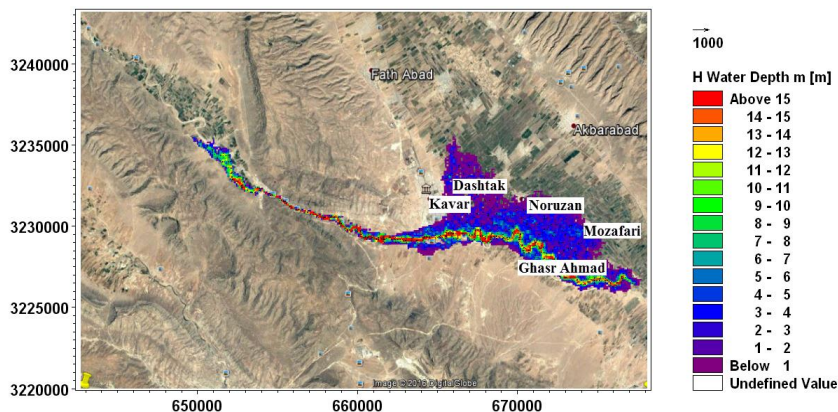 3240000
3235000
3230000
3225000
3220000
650000
660000
670000
Fath Abad
Akbarabad
Dashtak
Kavar
Noruzan
Mozafari
Ghasr Ahmad
Image © 2016 DigitalGlobe
1000
H Water Depth m [m]
Above 15
14 - 15
13 - 14
12 - 13
11 - 12
10 - 11
9 - 10
8 - 9
7 - 8
6 - 7
5 - 6
4 - 5
3 - 4
2 - 3
1 - 2
Below 1
Undefined Value